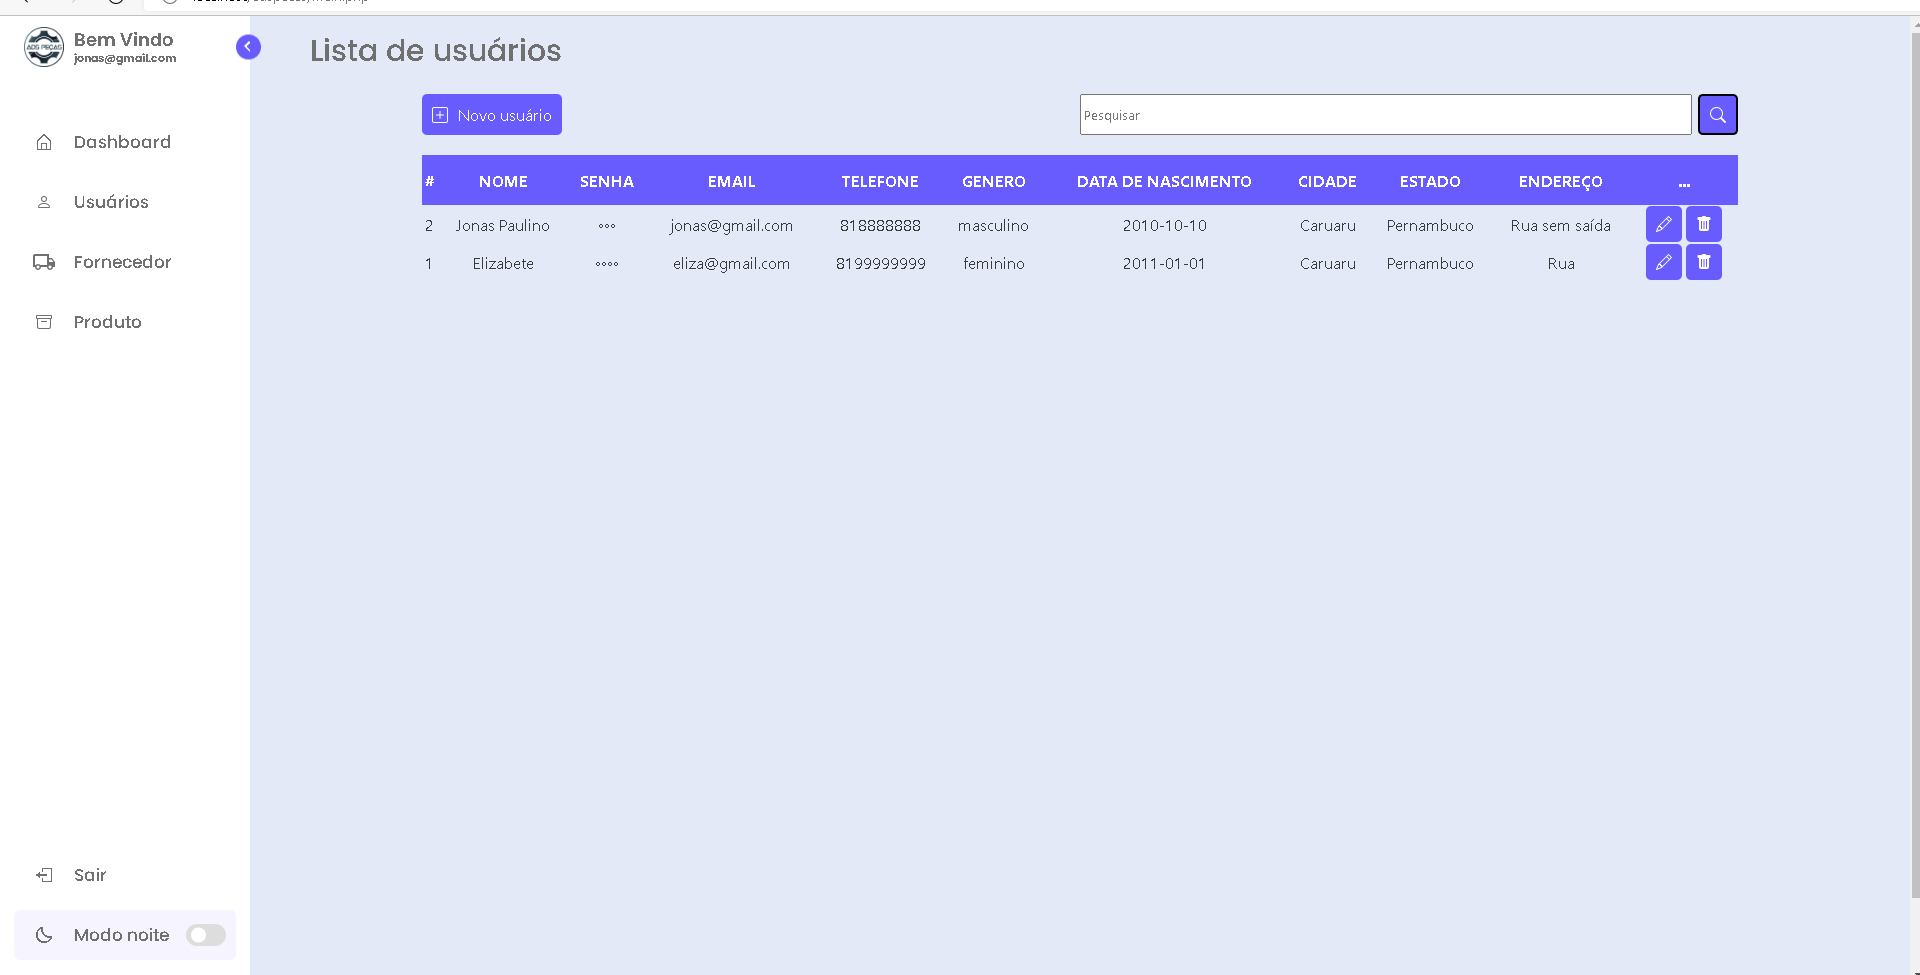 ADS PEÇAS
Bem Vindo
jonas@gmail.com
Dashboard
Usuários
Fornecedor
Produto
Sair
Modo noite
Lista de usuários
Novo usuário
Pesquisar
# NOME SENHA EMAIL TELEFONE GENERO DATA DE NASCIMENTO CIDADE ESTADO ENDEREÇO ...
2 Jonas Paulino ◦◦◦ jonas@gmail.com 818888888 masculino 2010-10-10 Caruaru Pernambuco Rua sem saída
1 Elizabete ◦◦◦◦ eliza@gmail.com 8199999999 feminino 2011-01-01 Caruaru Pernambuco Rua